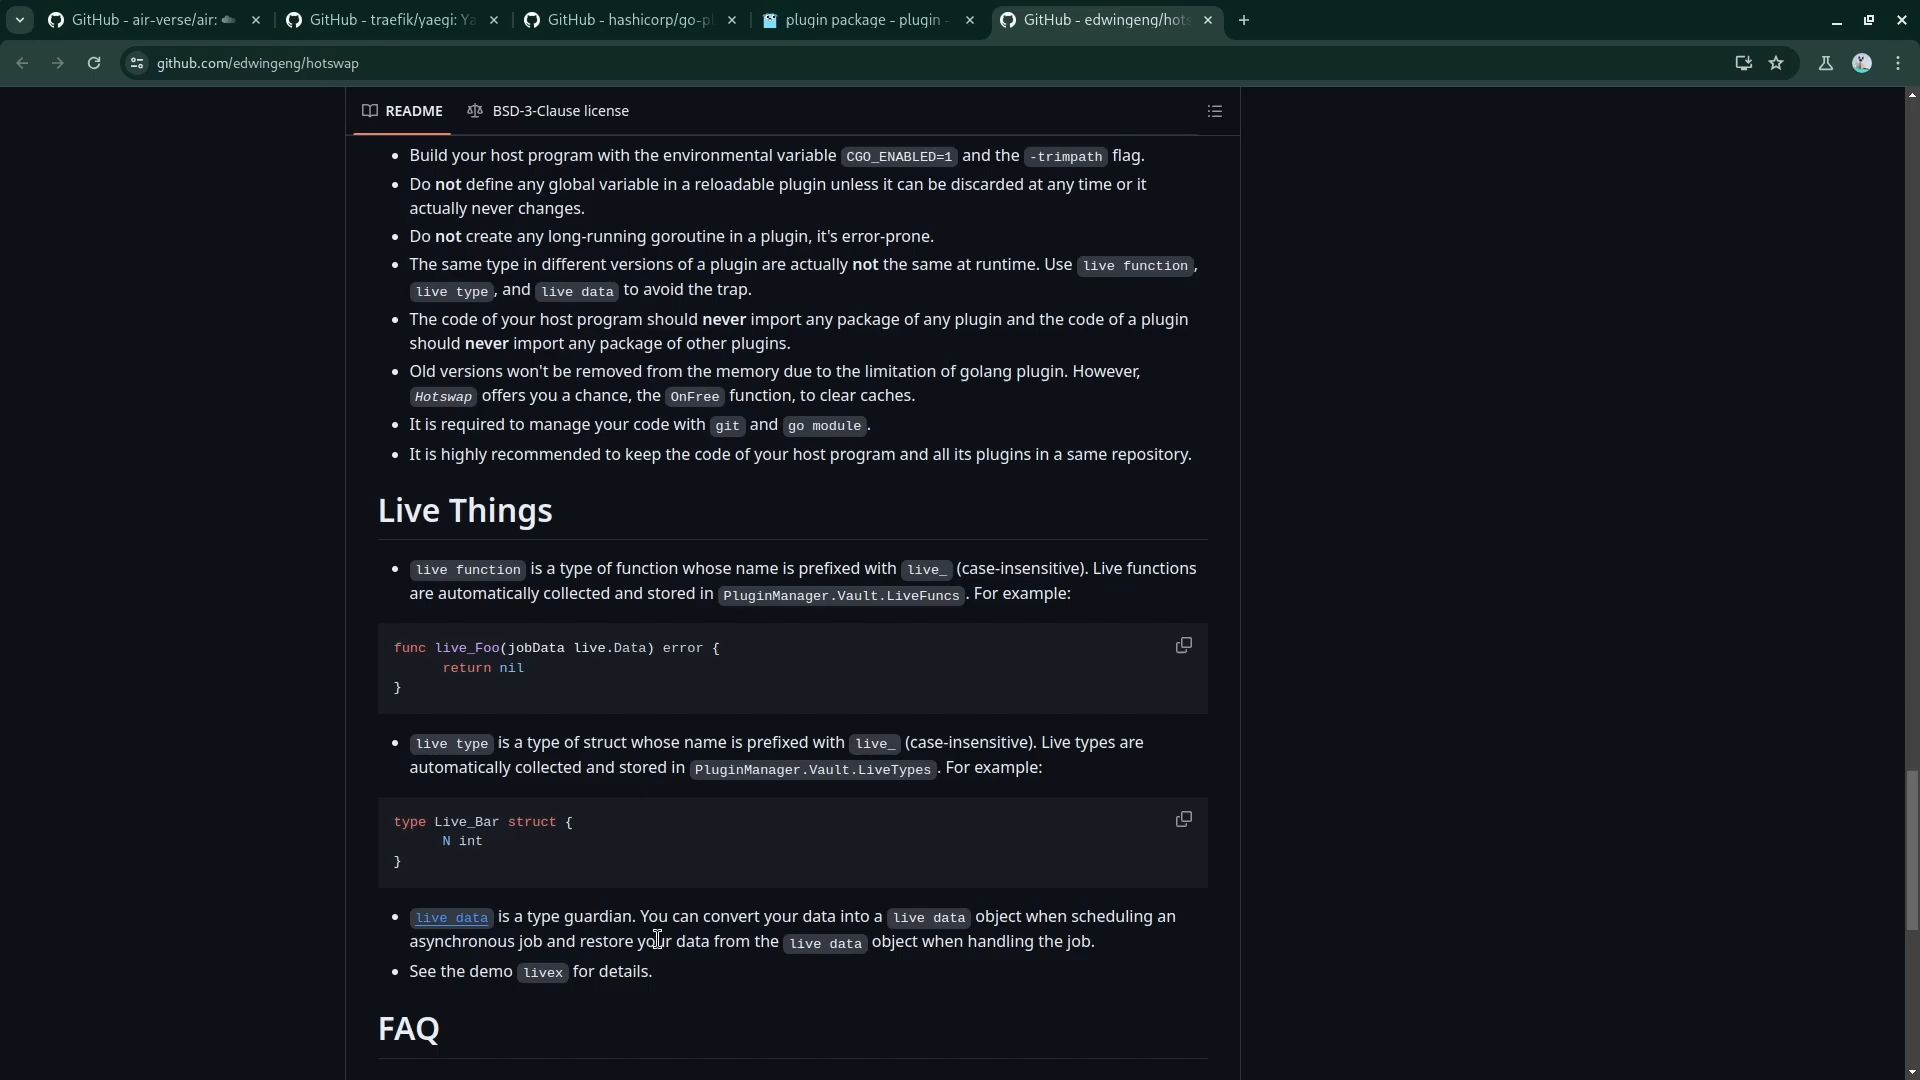 GitHub - air-verse/air:
GitHub - traefik/yaegi: Ya
GitHub - hashicorp/go-pl
plugin package - plugin -
GitHub - edwingeng/hots
github.com/edwingeng/hotswap
README
BSD-3-Clause license
• Build your host program with the environmental variable CGO_ENABLED=1 and the -trimpath flag.
• Do not define any global variable in a reloadable plugin unless it can be discarded at any time or it
actually never changes.
• Do not create any long-running goroutine in a plugin, it's error-prone.
• The same type in different versions of a plugin are actually not the same at runtime. Use live function,
live type, and live data to avoid the trap.
• The code of your host program should never import any package of any plugin and the code of a plugin
should never import any package of other plugins.
• Old versions won't be removed from the memory due to the limitation of golang plugin. However,
Hotswap offers you a chance, the OnFree function, to clear caches.
• It is required to manage your code with git and go module.
• It is highly recommended to keep the code of your host program and all its plugins in a same repository.
Live Things
• live function is a type of function whose name is prefixed with live_ (case-insensitive). Live functions
are automatically collected and stored in PluginManager.Vault.LiveFuncs. For example:
func live_Foo(jobData live.Data) error {
return nil
}
• live type is a type of struct whose name is prefixed with live_ (case-insensitive). Live types are
automatically collected and stored in PluginManager.Vault.LiveTypes. For example:
type Live_Bar struct {
N int
}
• live data is a type guardian. You can convert your data into a live data object when scheduling an
asynchronous job and restore your data from the live data object when handling the job.
• See the demo livex for details.
FAQ